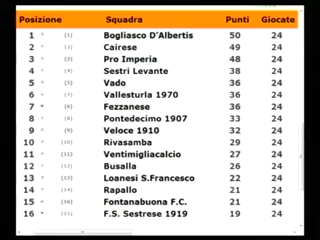 Posizione Squadra Punti Giocate
1 (1) Bogliasco D'Albertis 50 24
2 (2) Cairese 49 24
3 (3) Pro Imperia 48 24
4 (4) Sestri Levante 38 24
5 (5) Vado 36 24
6 (7) Vallesturla 1970 36 24
7 (6) Fezzanese 36 24
8 (8) Pontedecimo 1907 33 24
9 (9) Veloce 1910 32 24
10 (10) Rivasamba 29 24
11 (11) Ventimigliacalcio 27 24
12 (12) Busalla 26 24
13 (13) Loanesi S.Francesco 22 24
14 (14) Rapallo 21 24
15 (16) Fontanabuona F.C. 21 24
16 (15) F.S. Sestrese 1919 19 24